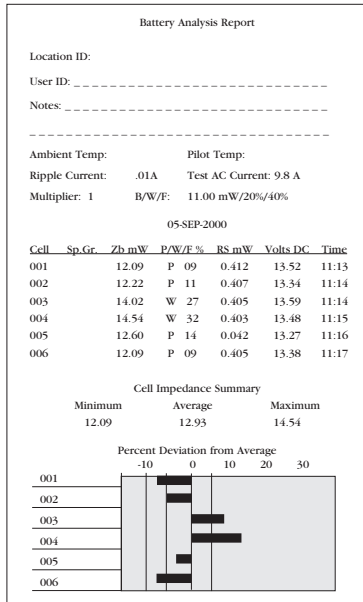 Battery Analysis Report
Location ID:
User ID: _ _ _ _ _ _ _ _ _ _ _ _ _ _ _ _ _ _ _ _ _ _ _ _ _ _ _ _
Notes: _ _ _ _ _ _ _ _ _ _ _ _ _ _ _ _ _ _ _ _ _ _ _ _ _ _ _ _ _
_ _ _ _ _ _ _ _ _ _ _ _ _ _ _ _ _ _ _ _ _ _ _ _ _ _ _ _ _ _ _ _ _
Ambient Temp: Pilot Temp:
Ripple Current: .01A Test AC Current: 9.8 A
Multiplier: 1 B/W/F: 11.00 mW/20%/40%
05-SEP-2000
Cell Sp.Gr. Zb mW P/W/F % RS mW Volts DC Time
001 12.09 P 09 0.412 13.52 11:13
002 12.22 P 11 0.407 13.34 11:14
003 14.02 W 27 0.405 13.59 11:14
004 14.54 W 32 0.403 13.48 11:15
005 12.60 P 14 0.042 13.27 11:16
006 12.09 P 09 0.405 13.38 11:17
Cell Impedance Summary
Minimum Average Maximum
12.09 12.93 14.54
Percent Deviation from Average
-10 0 10 20 30
001
002
003
004
005
006